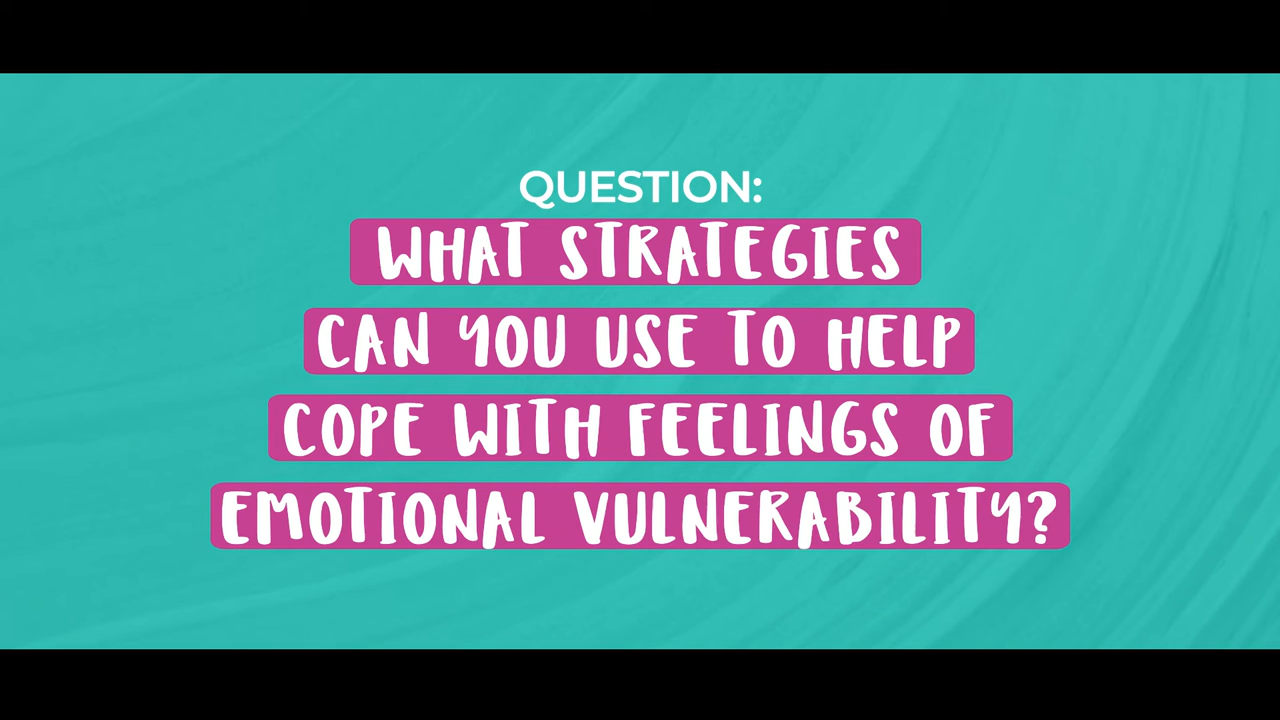 QUESTION:
WHAT STRATEGIES
CAN YOU USE TO HELP
COPE WITH FEELINGS OF
EMOTIONAL VULNERABILITY?